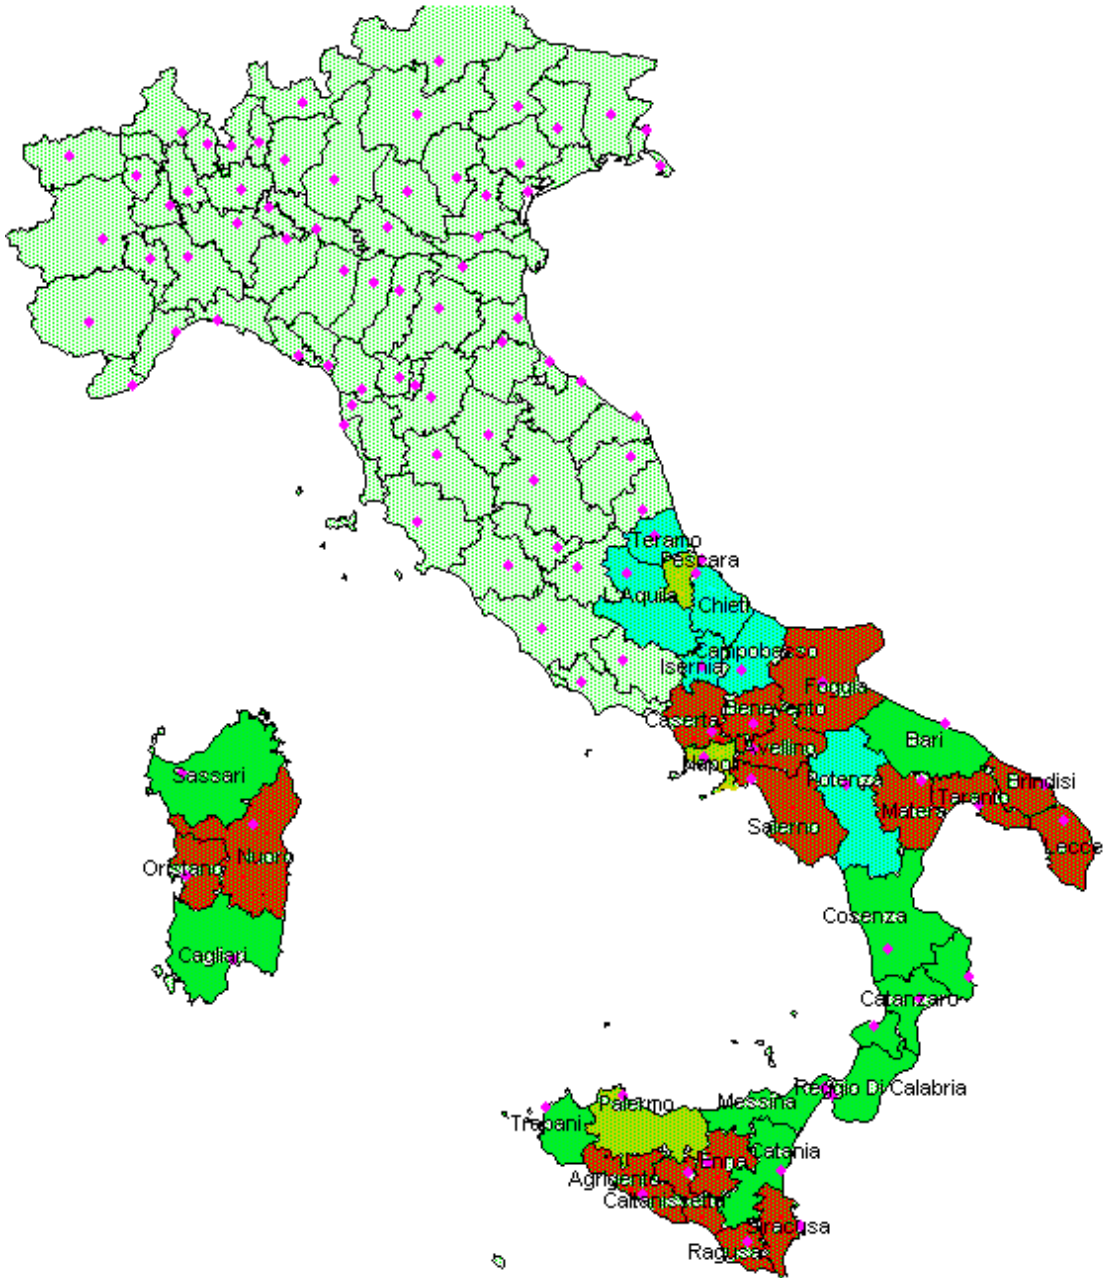 Teramo
Pescara
L'Aquila
Chieti
Campobasso
Isernia
Foggia
Benevento
Caserta
Bari
Avellino
Napoli
Sassari
Potenza
Brindisi
Taranto
Matera
Salerno
Lecce
Nuoro
Oristano
Cosenza
Cagliari
Catanzaro
Reggio Di Calabria
Messina
Palermo
Trapani
Catania
Enna
Agrigento
Caltanissetta
Siracusa
Ragusa